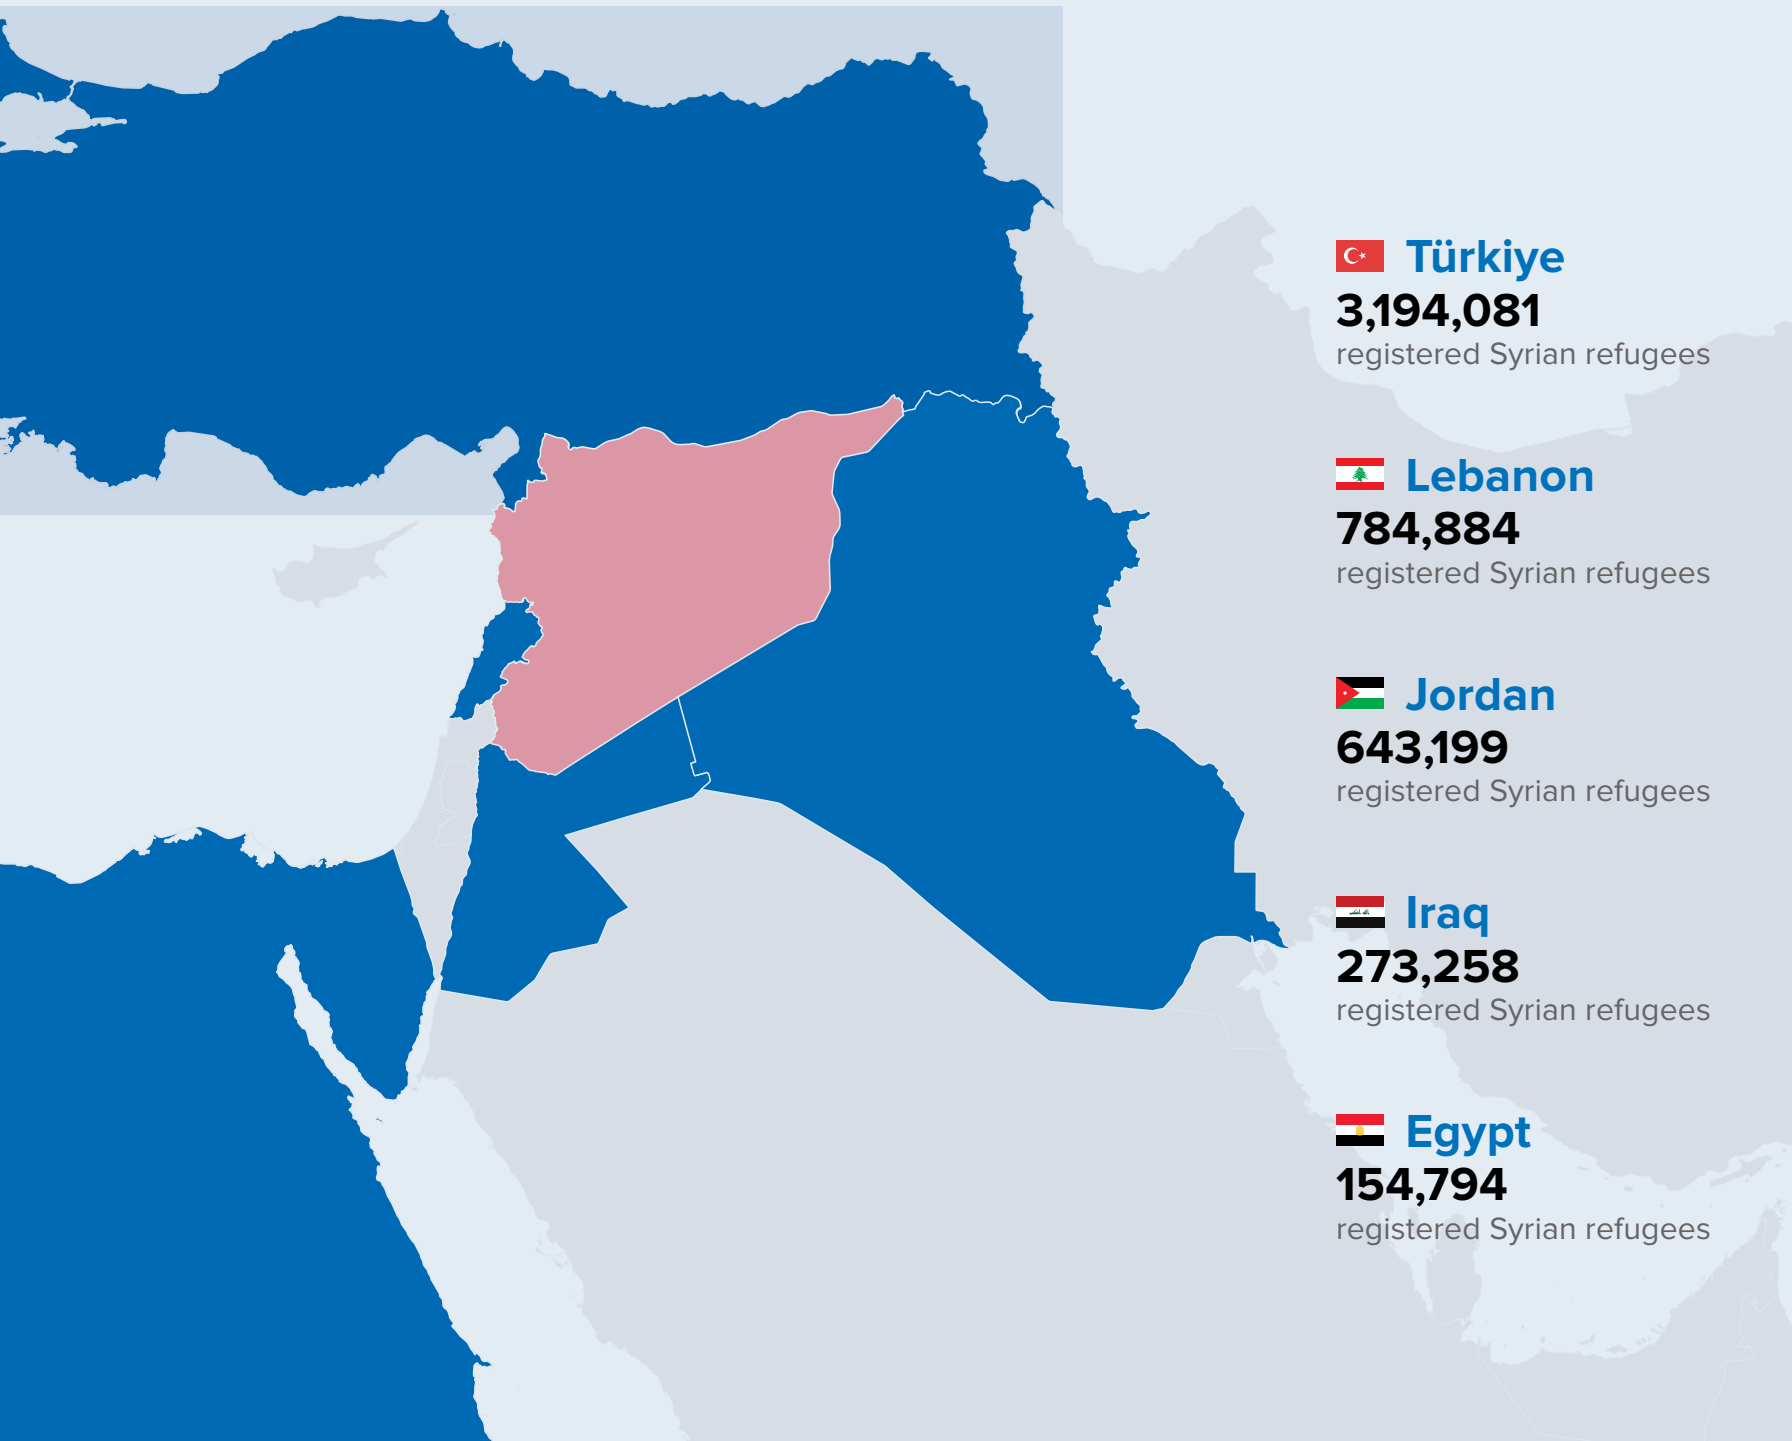 Türkiye
3,194,081
registered Syrian refugees
Lebanon
784,884
registered Syrian refugees
Jordan
643,199
registered Syrian refugees
Iraq
273,258
registered Syrian refugees
Egypt
154,794
registered Syrian refugees